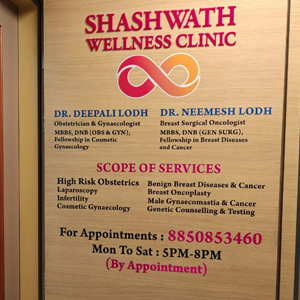 SHASHWATH
WELLNESS CLINIC
DR. DEEPALI LODH
Obstetrician & Gynaecologist
MBBS, DNB (OBS & GYN),
Fellowship in Cosmetic
Gynaecology
DR. NEEMESH LODH
Breast Surgical Oncologist
MBBS, DNB (GEN SURG),
Fellowship in Breast Diseases
and Cancer
SCOPE OF SERVICES
High Risk Obstetrics
Laparoscopy
Infertility
Cosmetic Gynaecology
Benign Breast Diseases & Cancer
Breast Oncoplasty
Male Gynaecomastia & Cancer
Genetic Counselling & Testing
For Appointments : 8850853460
Mon To Sat : 5PM-8PM
(By Appointment)